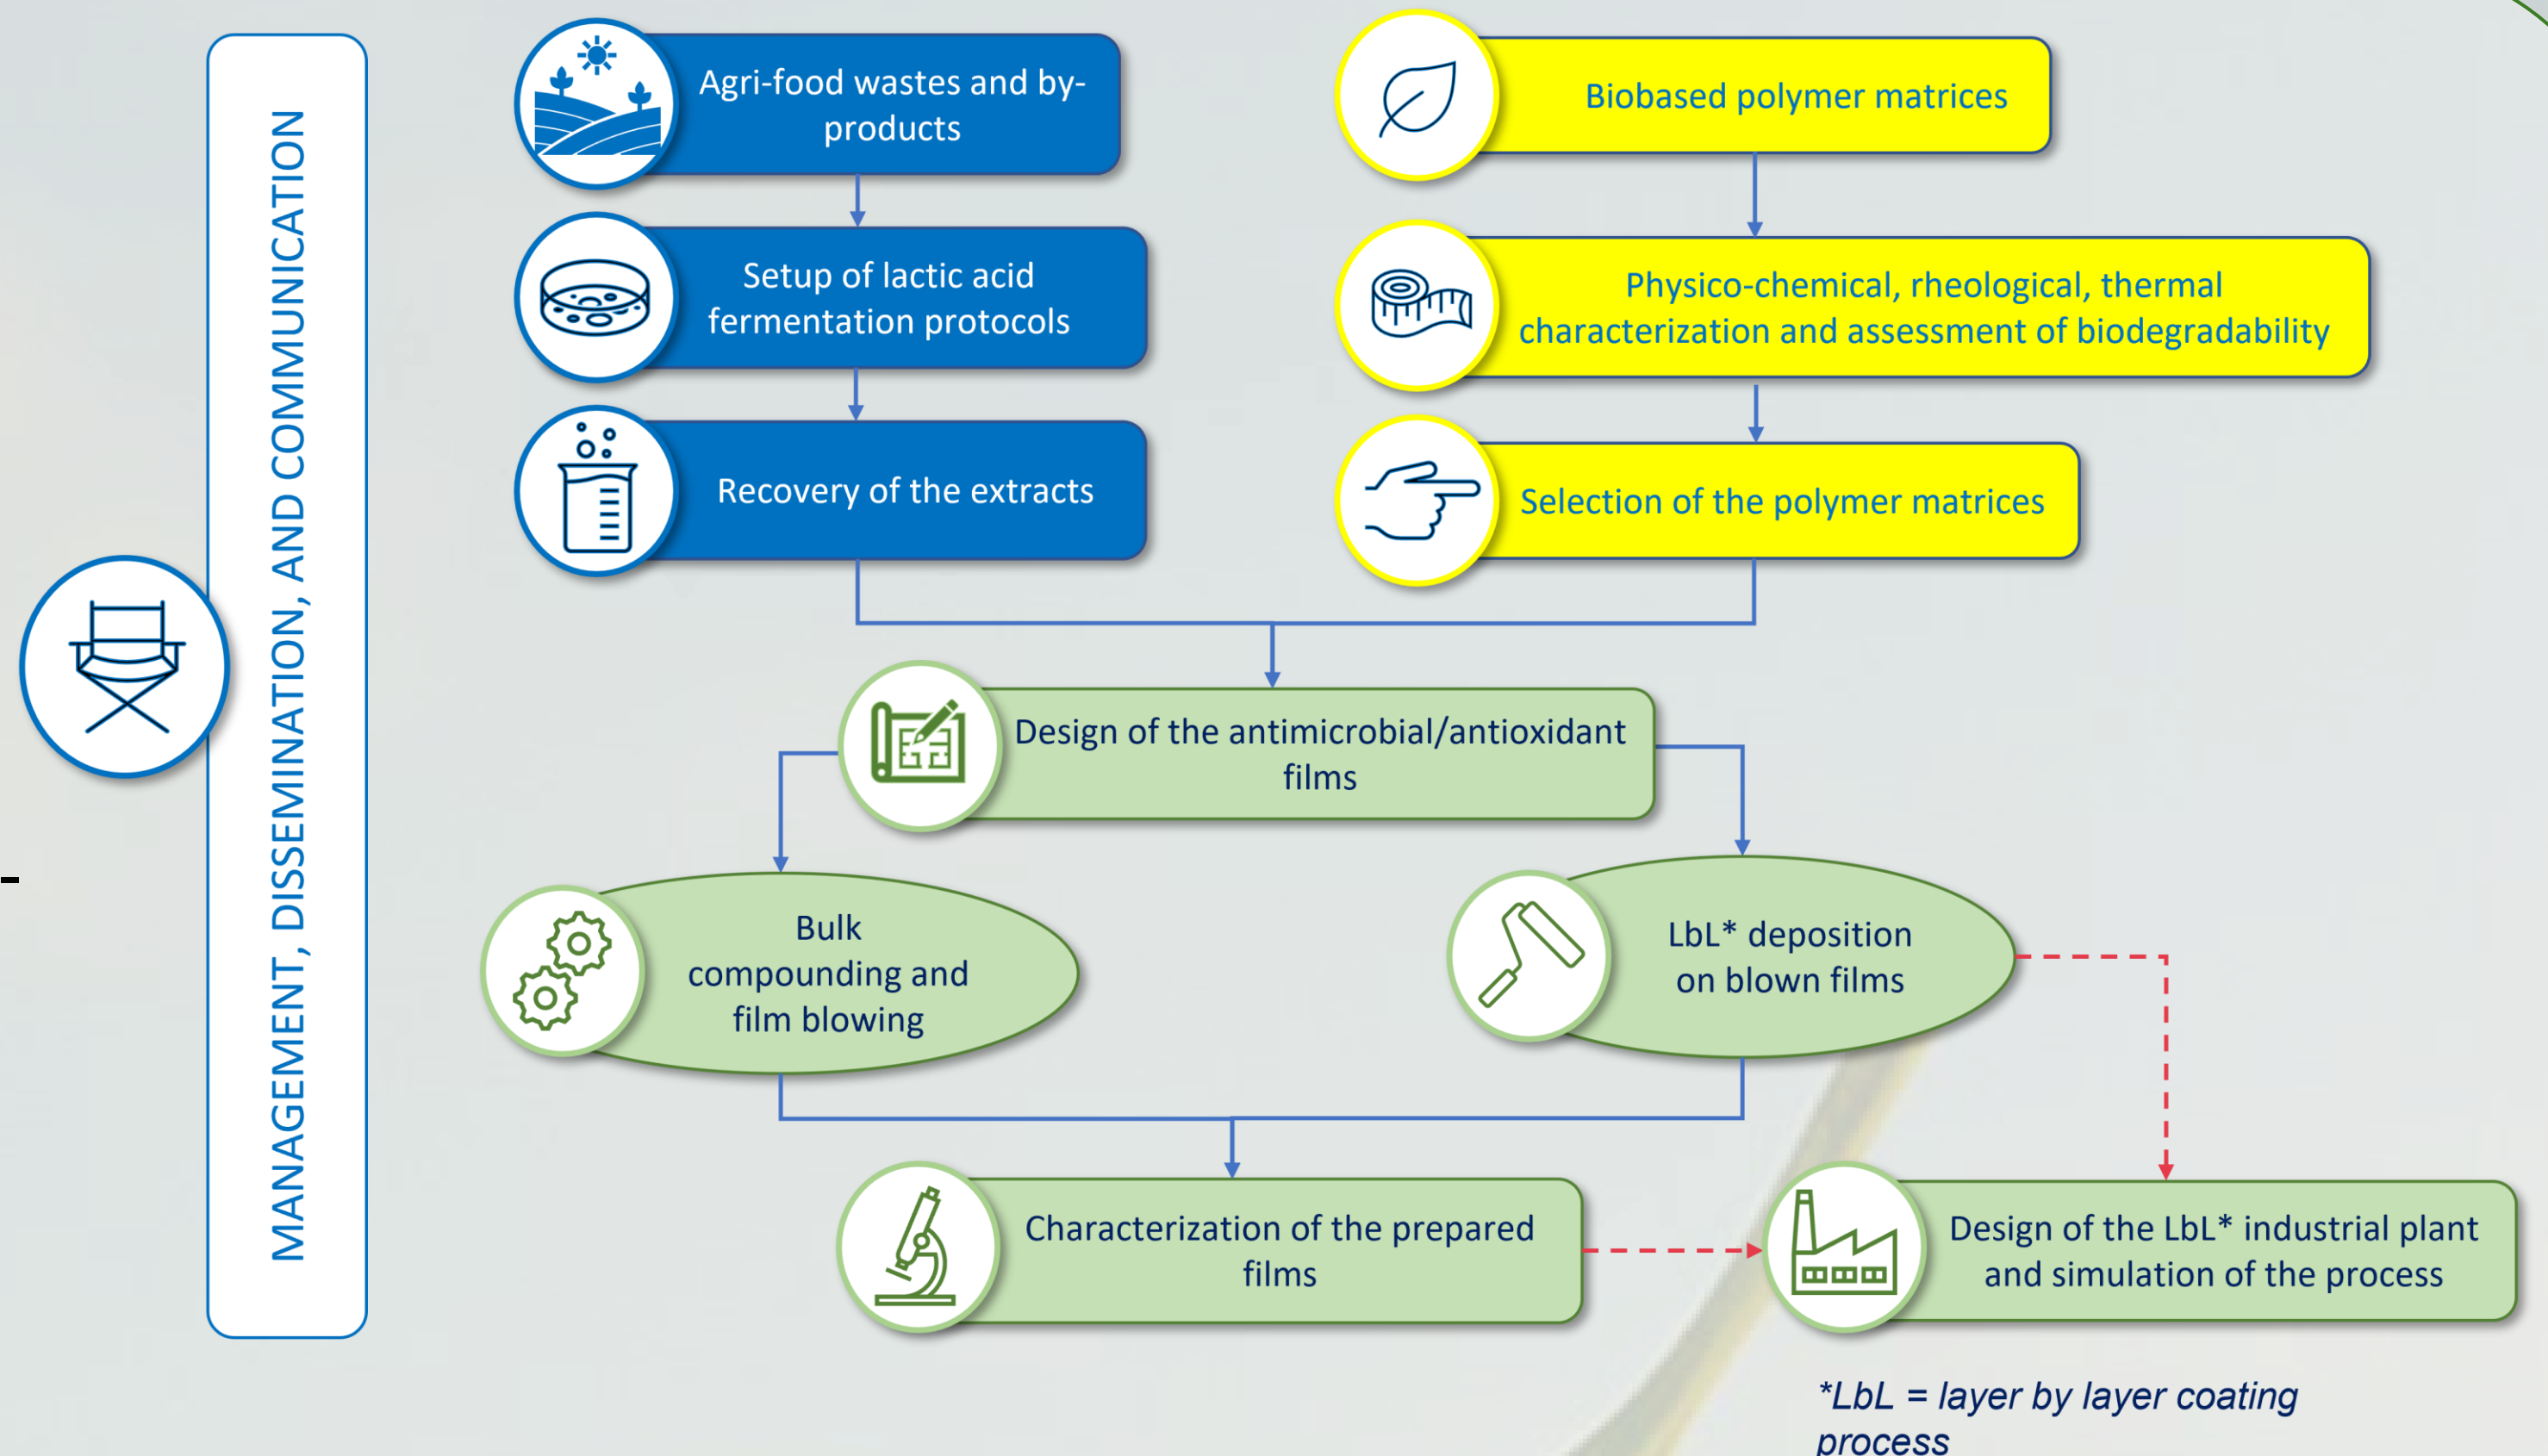 MANAGEMENT, DISSEMINATION, AND COMMUNICATION
Agri-food wastes and by-
products
Setup of lactic acid
fermentation protocols
Recovery of the extracts
Biobased polymer matrices
Physico-chemical, rheological, thermal
characterization and assessment of biodegradability
Selection of the polymer matrices
Design of the antimicrobial/antioxidant
films
Bulk
compounding and
film blowing
LbL* deposition
on blown films
Characterization of the prepared
films
Design of the LbL* industrial plant
and simulation of the process
*LbL = layer by layer coating
process
-